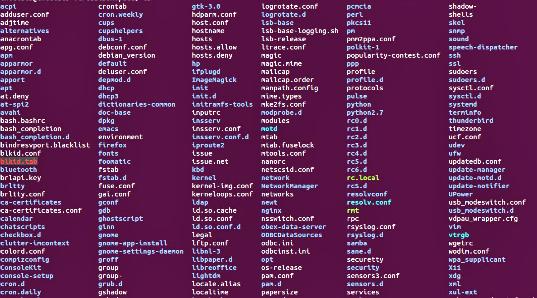 acpi crontab gtk-3.0 logrotate.conf pcmcia shadow-
adduser.conf cron.weekly hdparm.conf logrotate.d perl shells
adjtime cups host.conf lsb-base pkcs11 skel
alternatives cupshelpers hostname lsb-base-logging.sh pm snmp
anacrontab dbus-1 hosts lsb-release pnm2ppa.conf sound
apg.conf debconf.conf hosts.allow ltrace.conf polkit-1 speech-dispatcher
apm debian_version hosts.deny magic popularity-contest.conf ssh
apparmor default hp magic.mime ppp ssl
apparmor.d deluser.conf ifplugd mailcap profile sudoers
apport depmod.d ImageMagick mailcap.order profile.d sudoers.d
apt dhcp init manpath.config protocols sysctl.conf
at.deny dhcp3 init.d mime.types pulse sysctl.d
at-spi2 dictionaries-common initramfs-tools mke2fs.conf python systemd
avahi doc-base inputrc modprobe.d python2.7 terminfo
bash.bashrc dpkg insserv modules rc0.d thunderbird
bash_completion emacs insserv.conf motd rc1.d timezone
bash_completion.d environment insserv.conf.d mtab rc2.d ucf.conf
bindresvport.blacklist firefox iproute2 mtab.fuselock rc3.d udev
blkid.conf fonts issue mtools.conf rc4.d ufw
blkid.tab foomatic issue.net nanorc rc5.d updatedb.conf
bluetooth fstab kbd netscsid.conf rc6.d update-manager
brlapi.key fstab.d kernel network rc.local update-motd.d
brltty fuse.conf kernel-img.conf NetworkManager rcS.d update-notifier
brltty.conf gai.conf kerneloops.conf networks resolvconf UPower
ca-certificates gconf ldap newt resolv.conf usb_modeswitch.conf
ca-certificates.conf gdb ld.so.cache nginx rmt usb_modeswitch.d
calendar ghostscript ld.so.conf nsswitch.conf rpc vdpau_wrapper.cfg
chatscripts gimp ld.so.conf.d obex-data-server rsyslog.conf vim
checkbox.d gnome legal ODBCDataSources rsyslog.d vtrgb
clutter-imcontext gnome-app-install lftp.conf odbc.ini samba wgetrc
colord.conf gnome-settings-daemon libnl-3 odbcinst.ini sane.d wodim.conf
compizconfig groff libpaper.d opt securetty wpa_supplicant
ConsoleKit group libreoffice os-release security X11
console-setup group- lightdm pam.conf sensors3.conf xdg
cron.d grub.d locale.alias pam.d sensors.d xml
cron.daily gshadow localtime papersize services xul-ext